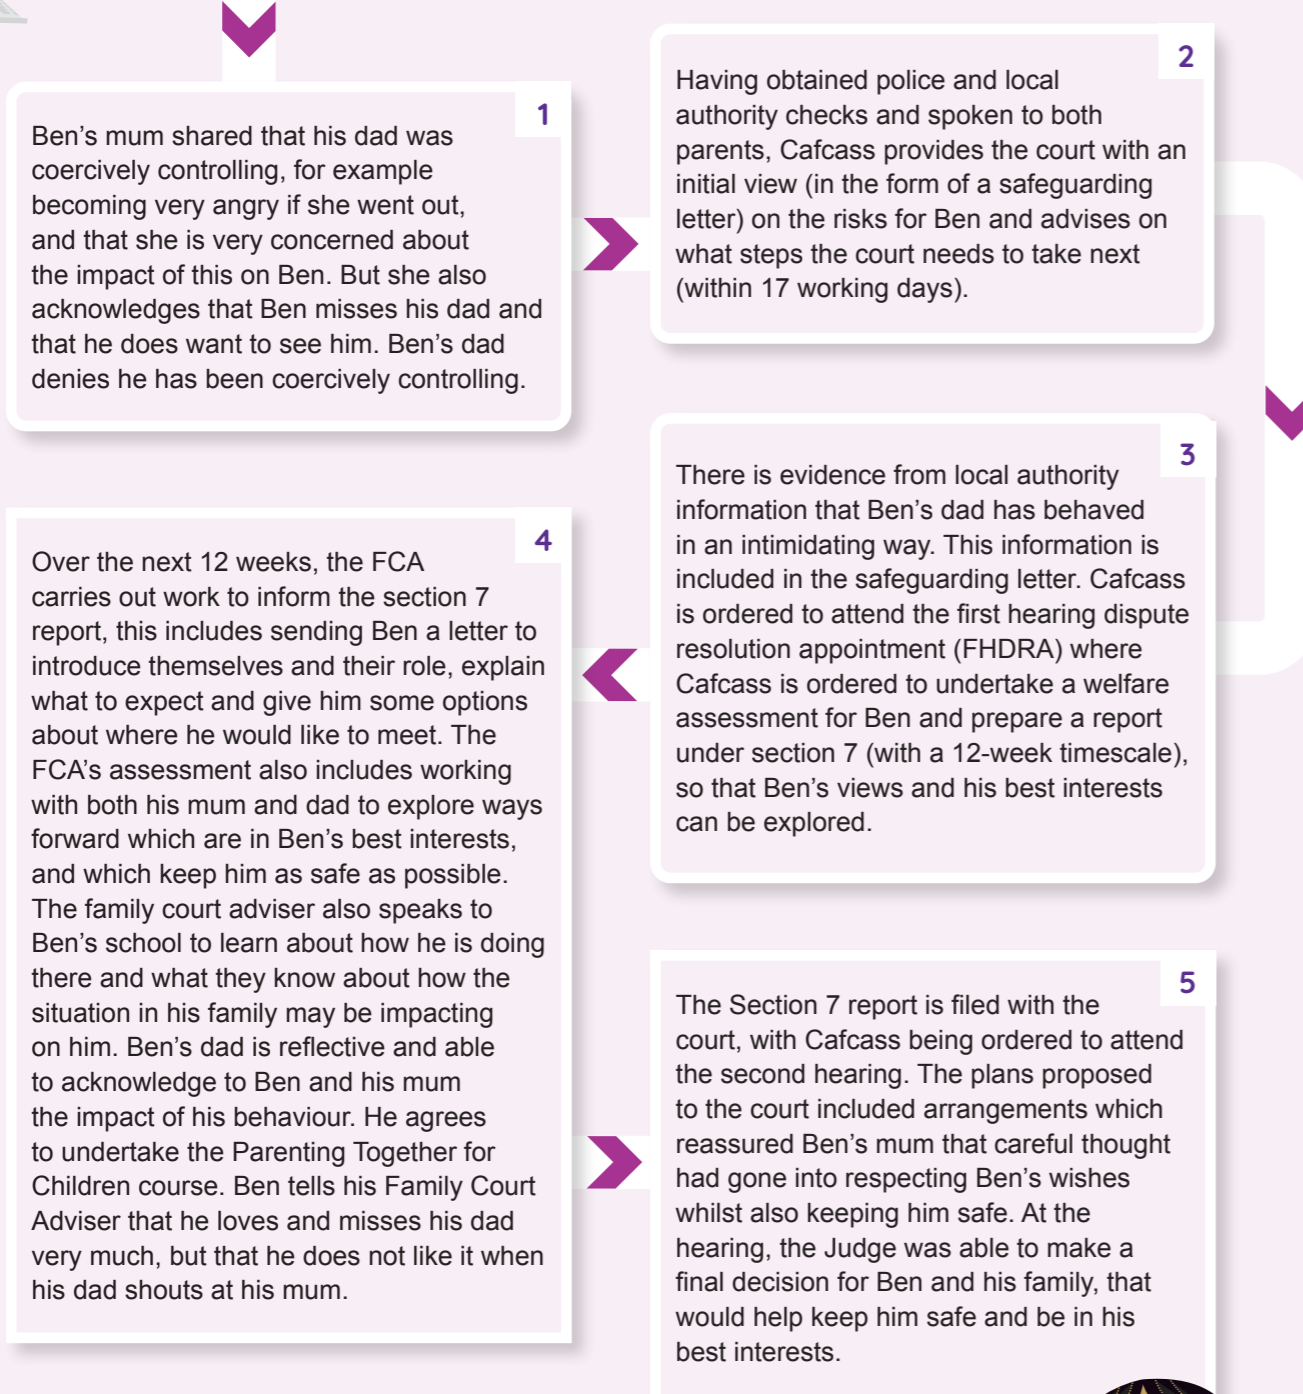 1
Ben’s mum shared that his dad was
coercively controlling, for example
becoming very angry if she went out,
and that she is very concerned about
the impact of this on Ben. But she also
acknowledges that Ben misses his dad and
that he does want to see him. Ben’s dad
denies he has been coercively controlling.
2
Having obtained police and local
authority checks and spoken to both
parents, Cafcass provides the court with an
initial view (in the form of a safeguarding
letter) on the risks for Ben and advises on
what steps the court needs to take next
(within 17 working days).
3
There is evidence from local authority
information that Ben’s dad has behaved
in an intimidating way. This information is
included in the safeguarding letter. Cafcass
is ordered to attend the first hearing dispute
resolution appointment (FHDRA) where
Cafcass is ordered to undertake a welfare
assessment for Ben and prepare a report
under section 7 (with a 12-week timescale),
so that Ben’s views and his best interests
can be explored.
4
Over the next 12 weeks, the FCA
carries out work to inform the section 7
report, this includes sending Ben a letter to
introduce themselves and their role, explain
what to expect and give him some options
about where he would like to meet. The
FCA’s assessment also includes working
with both his mum and dad to explore ways
forward which are in Ben’s best interests,
and which keep him as safe as possible.
The family court adviser also speaks to
Ben’s school to learn about how he is doing
there and what they know about how the
situation in his family may be impacting
on him. Ben’s dad is reflective and able
to acknowledge to Ben and his mum
the impact of his behaviour. He agrees
to undertake the Parenting Together for
Children course. Ben tells his Family Court
Adviser that he loves and misses his dad
very much, but that he does not like it when
his dad shouts at his mum.
5
The Section 7 report is filed with the
court, with Cafcass being ordered to attend
the second hearing. The plans proposed
to the court included arrangements which
reassured Ben’s mum that careful thought
had gone into respecting Ben’s wishes
whilst also keeping him safe. At the
hearing, the Judge was able to make a
final decision for Ben and his family, that
would help keep him safe and be in his
best interests.